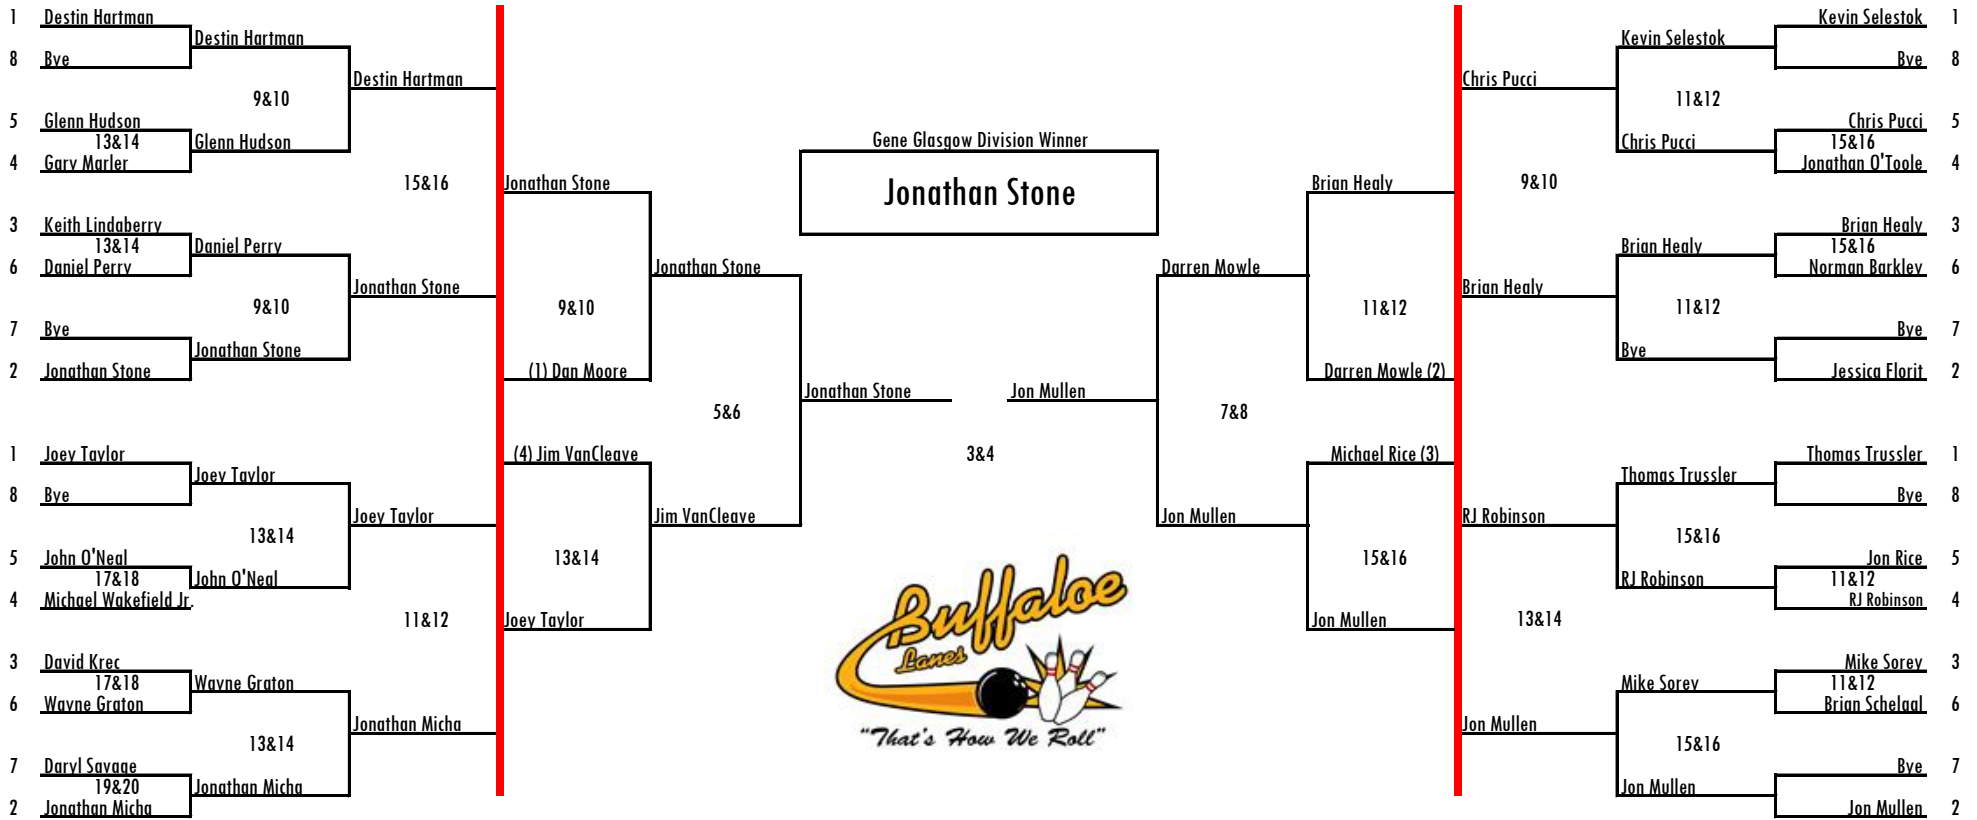 1 Destin Hartman
8 Bye
Destin Hartman
9&10
5 Glenn Hudson
13&14
4 Gary Marler
Glenn Hudson
Destin Hartman
15&16
3 Keith Lindaberry
13&14
6 Daniel Perry
Daniel Perry
9&10
7 Bye
2 Jonathan Stone
Jonathan Stone
Jonathan Stone
1 Joey Taylor
8 Bye
Joey Taylor
13&14
5 John O'Neal
17&18
4 Michael Wakefield Jr.
John O'Neal
Joey Taylor
11&12
3 David Krec
17&18
6 Wayne Graton
Wayne Graton
13&14
7 Daryl Savage
19&20
2 Jonathan Micha
Jonathan Micha
Jonathan Micha
Jonathan Stone
9&10
(1) Dan Moore
Jonathan Stone
5&6
(4) Jim VanCleave
13&14
Joey Taylor
Jim VanCleave
Jonathan Stone
Gene Glasgow Division Winner
Jonathan Stone
3&4
Buffaloe
Lanes
"That's How We Roll"
Jon Mullen
Darren Mowle
7&8
Jon Mullen
Brian Healy
11&12
Darren Mowle (2)
Michael Rice (3)
15&16
Jon Mullen
Chris Pucci
9&10
Brian Healy
RJ Robinson
13&14
Jon Mullen
Kevin Selestok
11&12
Chris Pucci
Brian Healy
11&12
Bye
Thomas Trussler
15&16
RJ Robinson
Mike Sorey
15&16
Jon Mullen
Kevin Selestok 1
Bye 8
Chris Pucci 5
15&16
Jonathan O'Toole 4
Brian Healy 3
15&16
Norman Barkley 6
Bye 7
Jessica Florit 2
Thomas Trussler 1
Bye 8
Jon Rice 5
11&12
RJ Robinson 4
Mike Sorey 3
11&12
Brian Schelggl 6
Bye 7
Jon Mullen 2